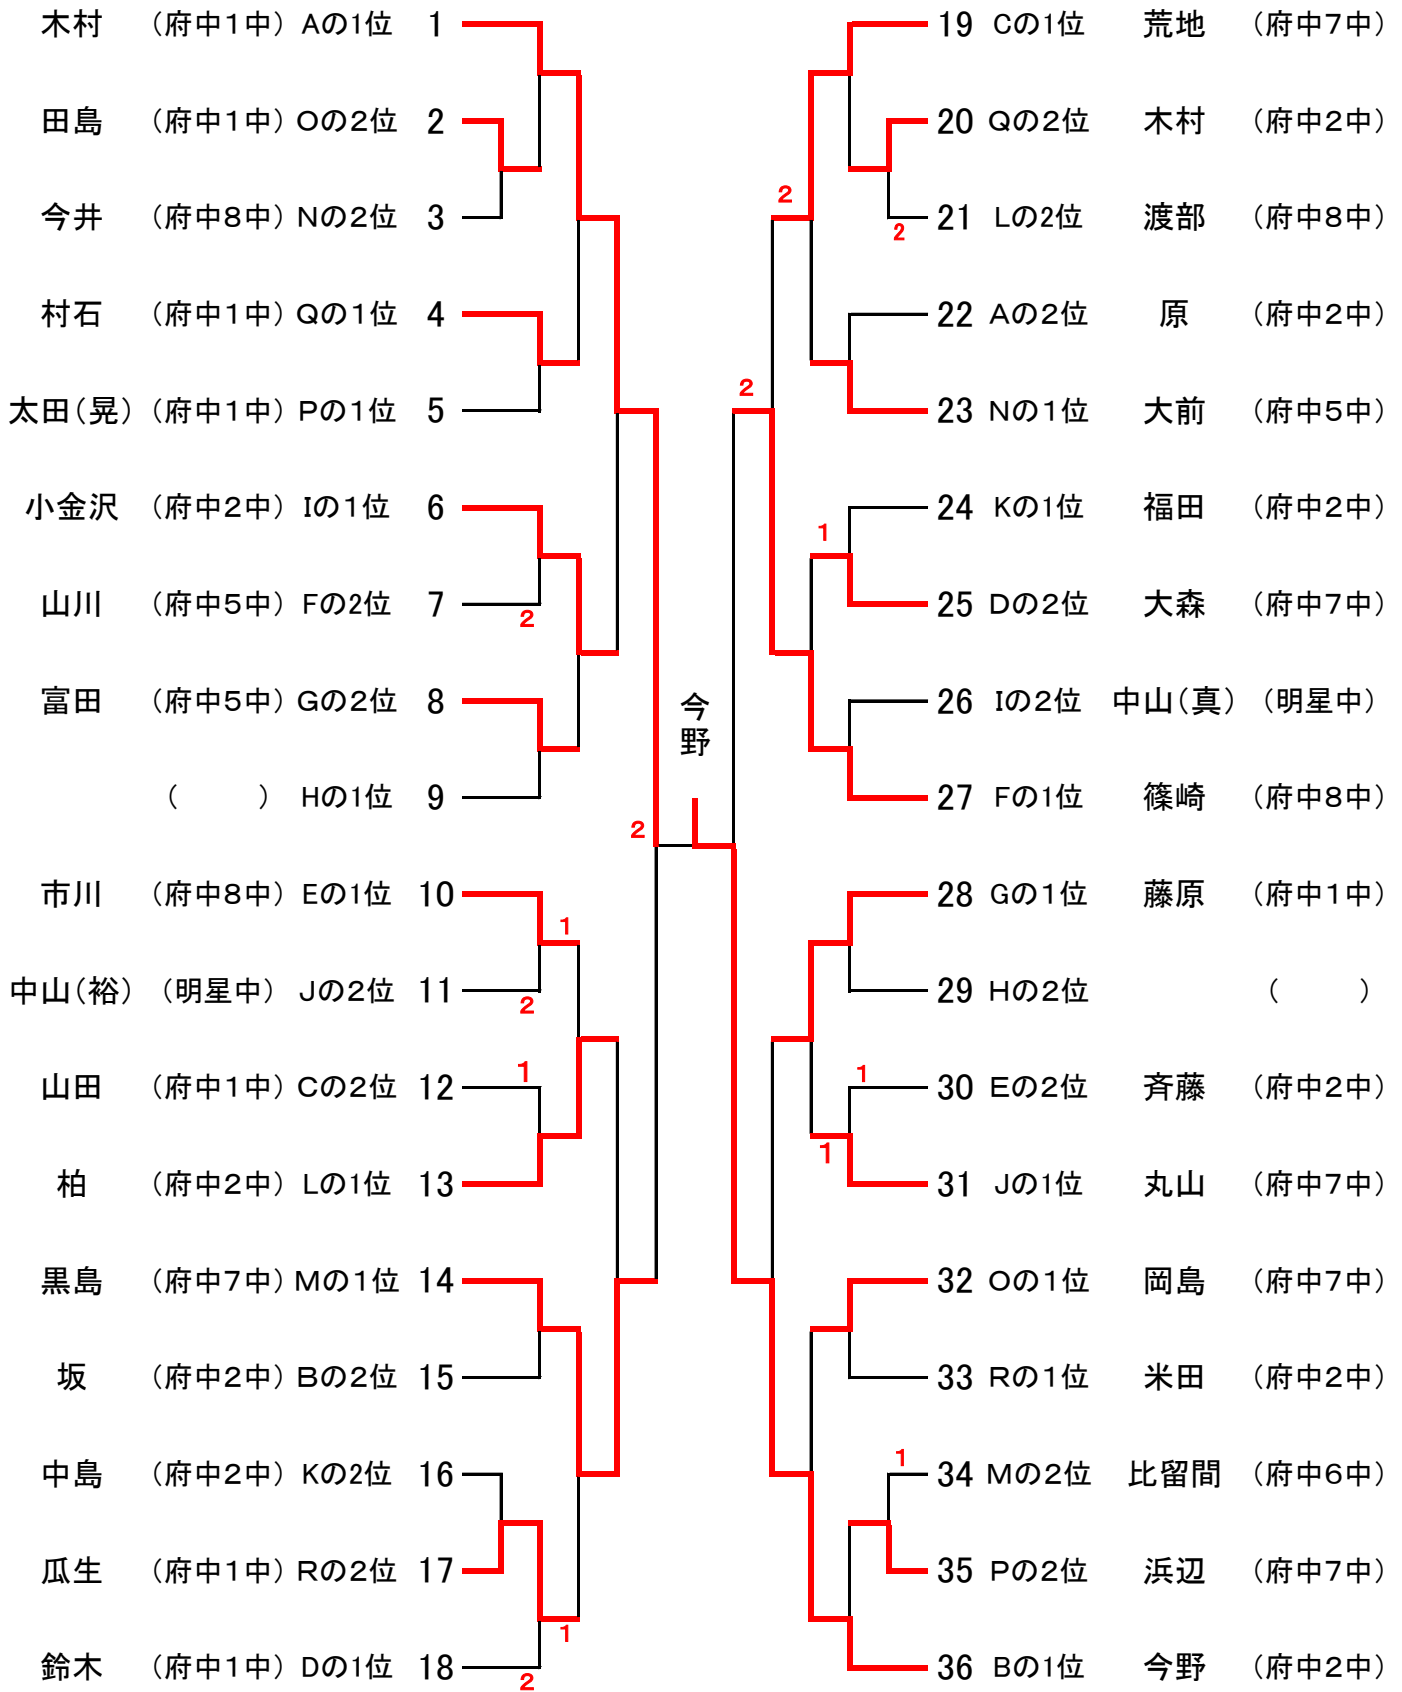 木村 （府中1中） Aの1位 1
田島 （府中1中） Oの2位 2
今井 （府中8中） Nの2位 3
村石 （府中1中） Qの1位 4
太田（晃） （府中1中） Pの1位 5
小金沢 （府中2中） Iの1位 6
山川 （府中5中） Fの2位 7
2
富田 （府中5中） Gの2位 8
（　　） Hの1位 9
市川 （府中8中） Eの1位 10
1
中山（裕） （明星中） Jの2位 11
2
山田 （府中1中） Cの2位 12
1
柏 （府中2中） Lの1位 13
黒島 （府中7中） Mの1位 14
坂 （府中2中） Bの2位 15
中島 （府中2中） Kの2位 16
瓜生 （府中1中） Rの2位 17
1
鈴木 （府中1中） Dの1位 18
2
2
今野
19 Cの1位 荒地 （府中7中）
20 Qの2位 木村 （府中2中）
2
21 Lの2位 渡部 （府中8中）
2
22 Aの2位 原 （府中2中）
2
23 Nの1位 大前 （府中5中）
24 Kの1位 福田 （府中2中）
1
25 Dの2位 大森 （府中7中）
26 Iの2位 中山（真） （明星中）
27 Fの1位 篠崎 （府中8中）
28 Gの1位 藤原 （府中1中）
29 Hの2位 （　　）
1
30 Eの2位 斉藤 （府中2中）
1
31 Jの1位 丸山 （府中7中）
32 Oの1位 岡島 （府中7中）
33 Rの1位 米田 （府中2中）
1
34 Mの2位 比留間 （府中6中）
35 Pの2位 浜辺 （府中7中）
36 Bの1位 今野 （府中2中）